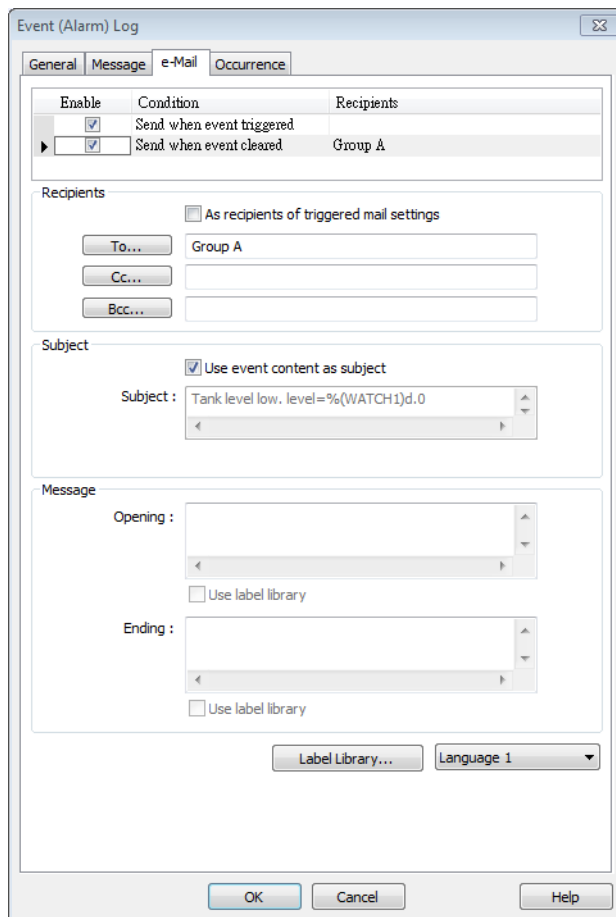 Event (Alarm) Log
General Message e-Mail Occurrence
Enable Condition Recipients
Send when event triggered
Send when event cleared Group A
Recipients
As recipients of triggered mail settings
To... Group A
Cc...
Bcc...
Subject
Use event content as subject
Subject : Tank level low. level=%(WATCH1)d.0
Message
Opening :
Use label library
Ending :
Use label library
Label Library... Language 1
OK Cancel Help